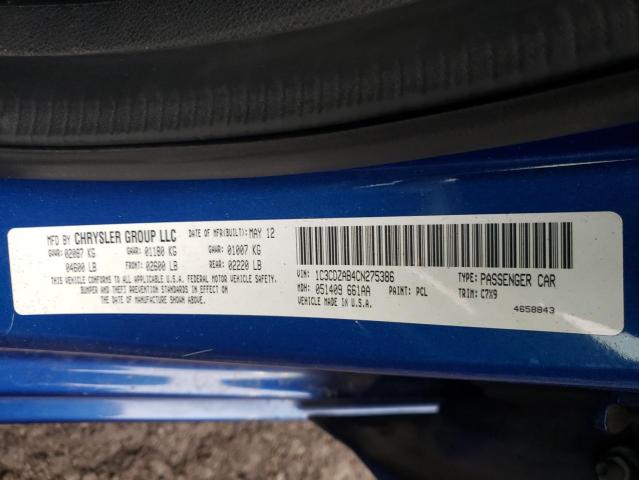 MFD BY CHRYSLER GROUP LLC DATE OF MFR(BUILT): MAY 12
GVWR: 02087 KG GAWR: 01180 KG GAWR: 01007 KG
04600 LB FRONT: 02600 LB REAR: 02220 LB
THIS VEHICLE CONFORMS TO ALL APPLICABLE U.S.A. FEDERAL MOTOR VEHICLE SAFETY,
BUMPER AND THEFT PREVENTION STANDARDS IN EFFECT ON
THE DATE OF MANUFACTURE SHOWN ABOVE.
VIN: 1C3CDZAB4CN275386 TYPE: PASSENGER CAR
MDH: 051409 661AA PAINT: PCL TRIM: C7X9
VEHICLE MADE IN U.S.A.
4658843